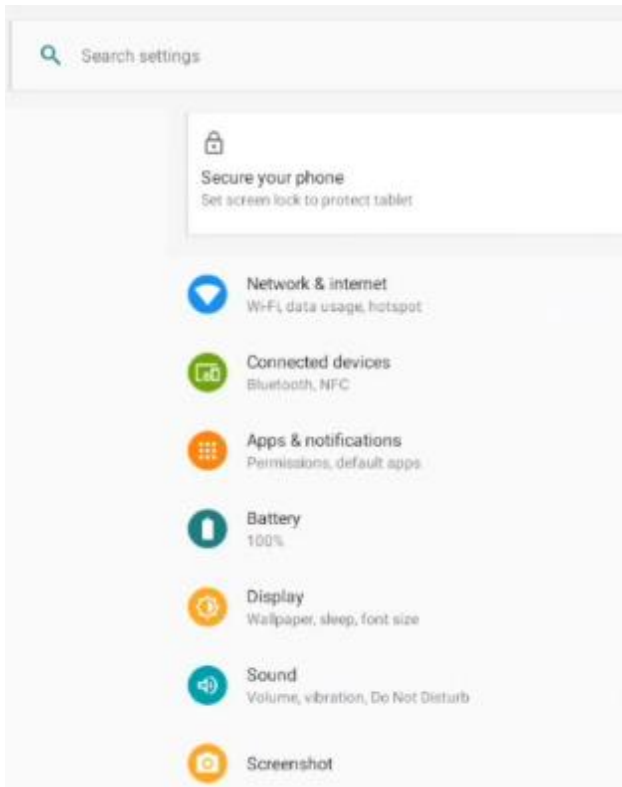 Search settings
Secure your phone
Set screen lock to protect tablet
Network & internet
Wi-Fi, data usage, hotspot
Connected devices
Bluetooth, NFC
Apps & notifications
Permissions, default apps
Battery
100%
Display
Wallpaper, sleep, font size
Sound
Volume, vibration, Do Not Disturb
Screenshot